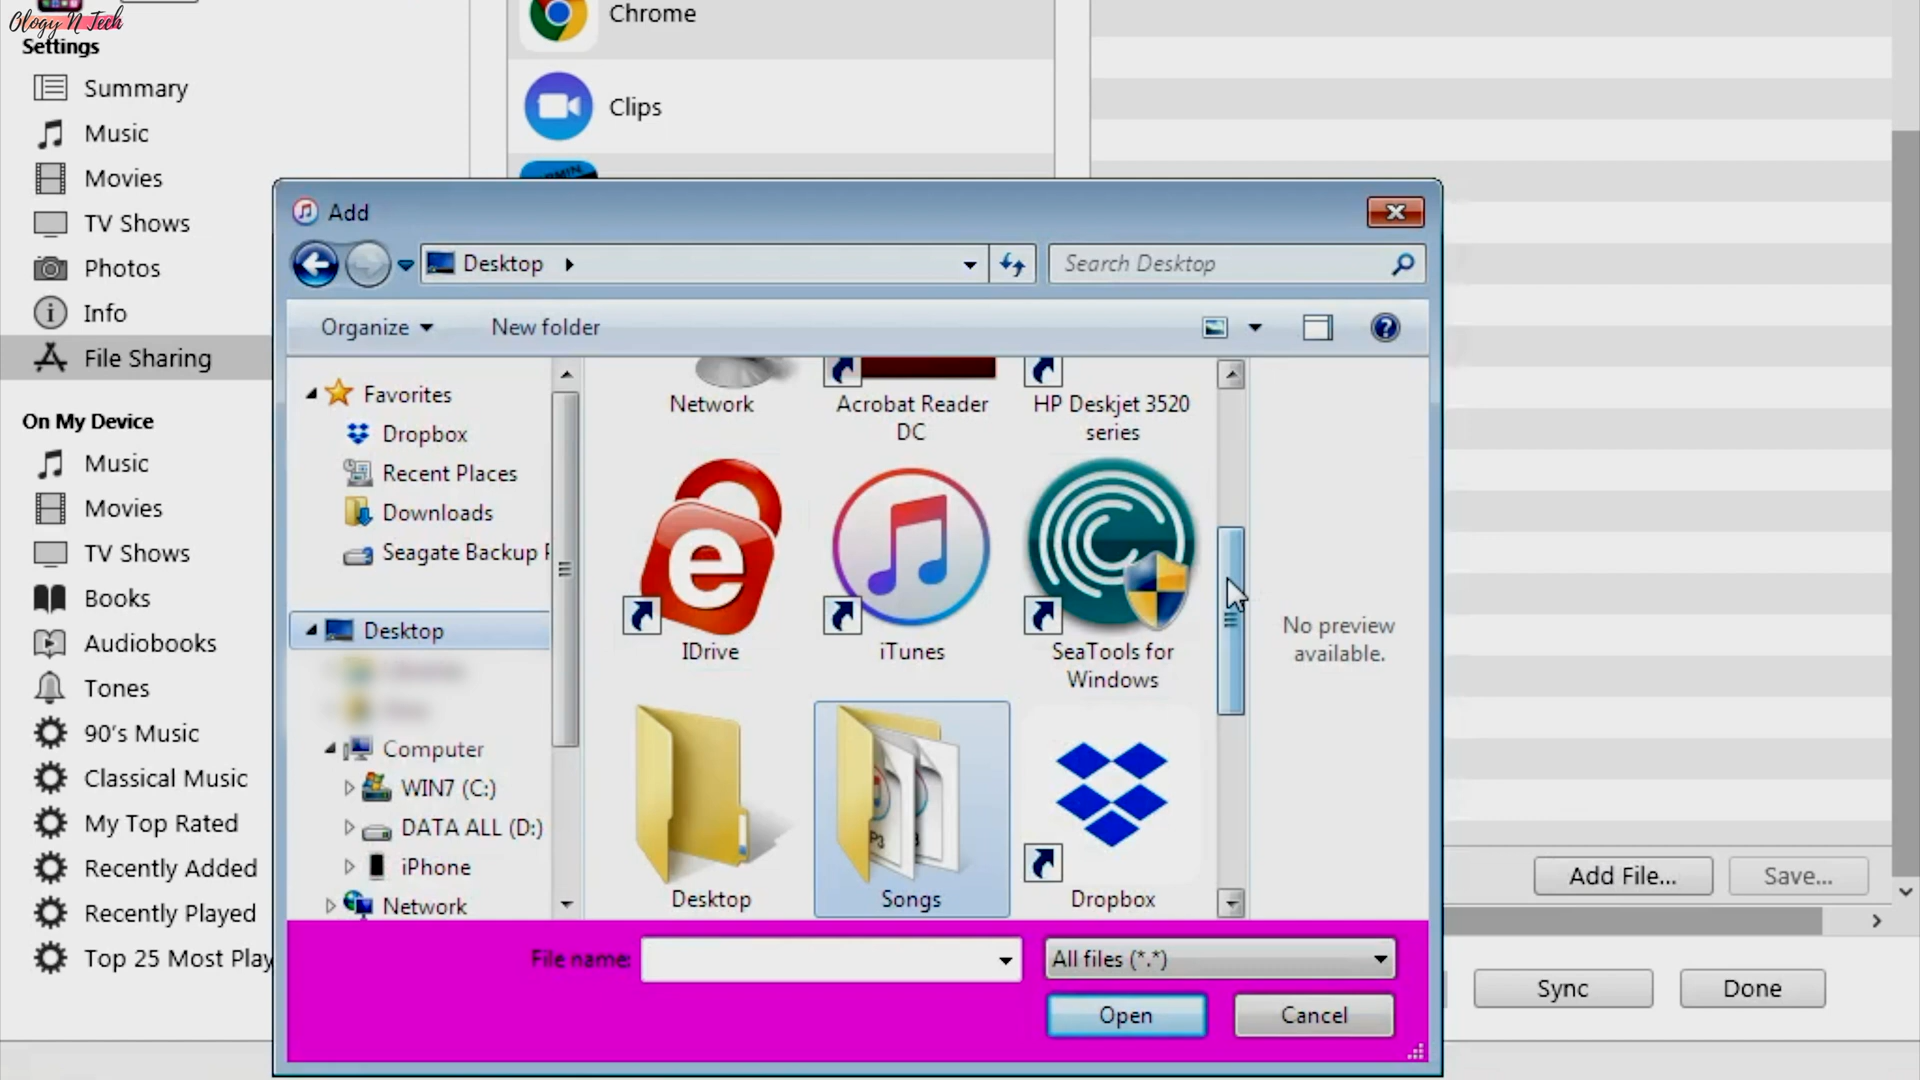 Ology N Tech
Settings
Summary
Music
Movies
TV Shows
Photos
Info
File Sharing
On My Device
Music
Movies
TV Shows
Books
Audiobooks
Tones
90's Music
Classical Music
My Top Rated
Recently Added
Recently Played
Top 25 Most Play
Chrome
Clips
Add
Desktop
Search Desktop
Organize
New folder
Favorites
Dropbox
Recent Places
Downloads
Seagate Backup
Desktop
Computer
WIN7 (C:)
DATA ALL (D:)
iPhone
Network
Network
Acrobat Reader
DC
HP Deskjet 3520
series
IDrive
iTunes
SeaTools for
Windows
Desktop
Songs
Dropbox
No preview
available.
File name:
All files (*.*)
Open
Cancel
Add File...
Save...
Sync
Done